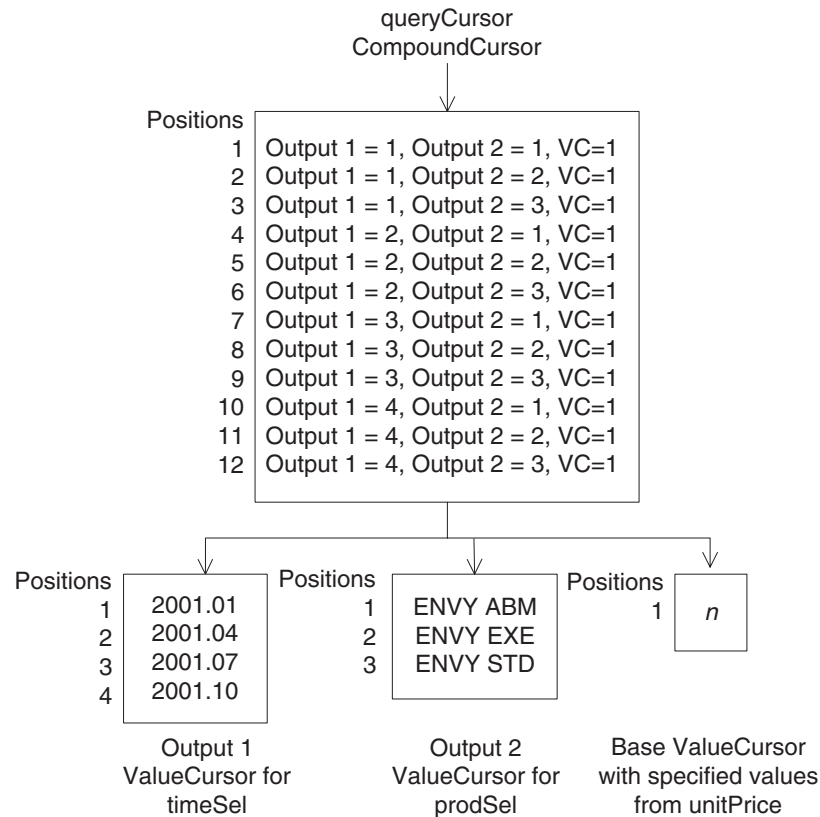 queryCursor
CompoundCursor
Positions
1 Output 1 = 1, Output 2 = 1, VC=1
2 Output 1 = 1, Output 2 = 2, VC=1
3 Output 1 = 1, Output 2 = 3, VC=1
4 Output 1 = 2, Output 2 = 1, VC=1
5 Output 1 = 2, Output 2 = 2, VC=1
6 Output 1 = 2, Output 2 = 3, VC=1
7 Output 1 = 3, Output 2 = 1, VC=1
8 Output 1 = 3, Output 2 = 2, VC=1
9 Output 1 = 3, Output 2 = 3, VC=1
10 Output 1 = 4, Output 2 = 1, VC=1
11 Output 1 = 4, Output 2 = 2, VC=1
12 Output 1 = 4, Output 2 = 3, VC=1
Positions
1 2001.01
2 2001.04
3 2001.07
4 2001.10
Output 1
ValueCursor for
timeSel
Positions
1 ENVY ABM
2 ENVY EXE
3 ENVY STD
Output 2
ValueCursor for
prodSel
Positions
1 n
Base ValueCursor
with specified values
from unitPrice